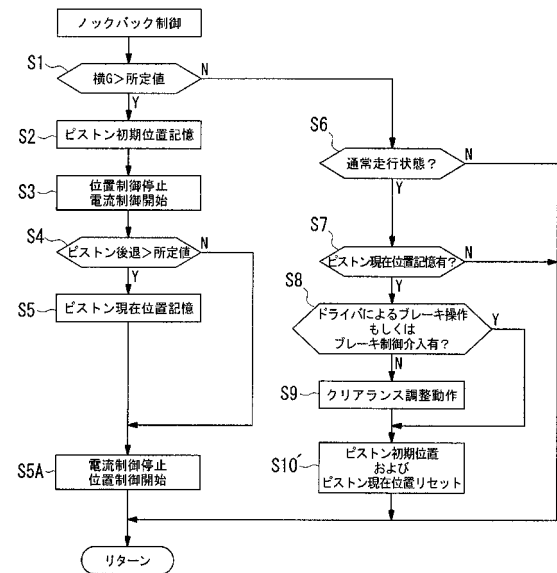 ノックバック制御
S1
横G>所定値
N
Y
S2
ピストン初期位置記憶
S3
位置制御停止
電流制御開始
S4
ピストン後退>所定値
N
Y
S5
ピストン現在位置記憶
S5A
電流制御停止
位置制御開始
リターン
S6
通常走行状態?
N
Y
S7
ピストン現在位置記憶有?
N
Y
S8
ドライバによるブレーキ操作
もしくは
ブレーキ制御介入有?
Y
N
S9
クリアランス調整動作
S10´
ピストン初期位置
および
ピストン現在位置リセット